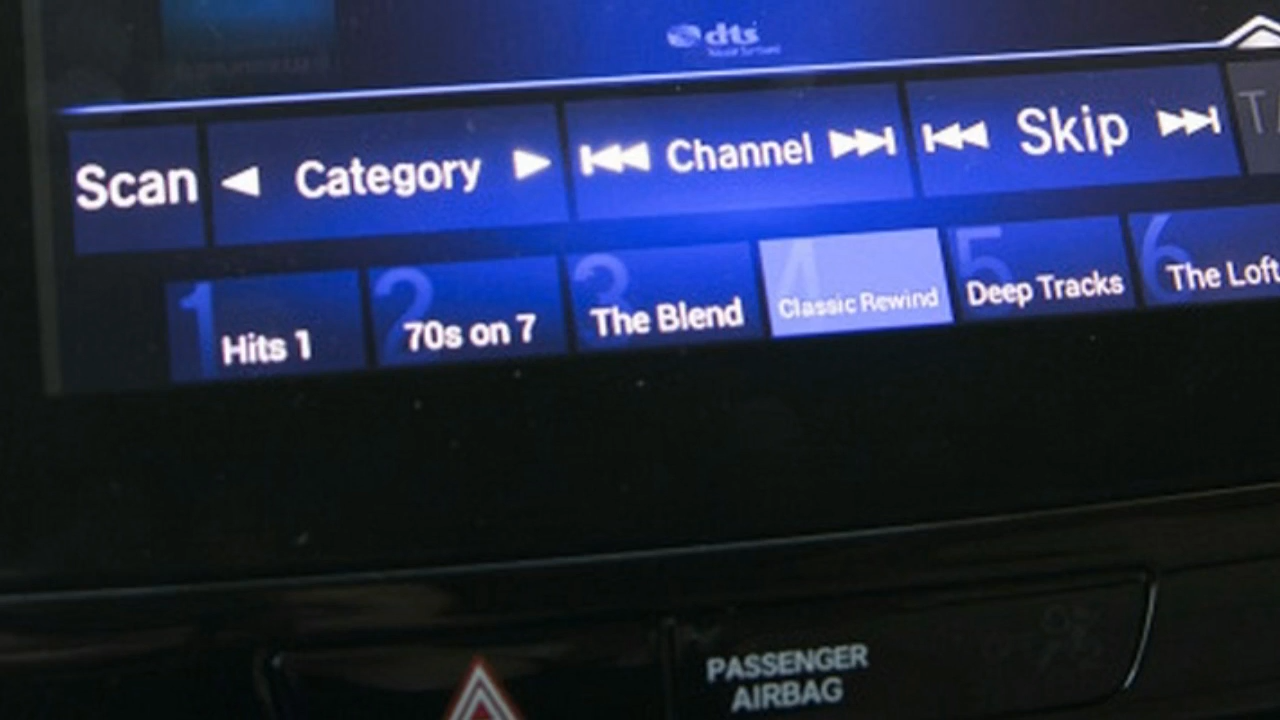 dts
Scan
Category
Channel
Skip
1
Hits 1
2
70s on 7
3
The Blend
4
Classic Rewind
5
Deep Tracks
6
The Loft
PASSENGER
AIRBAG